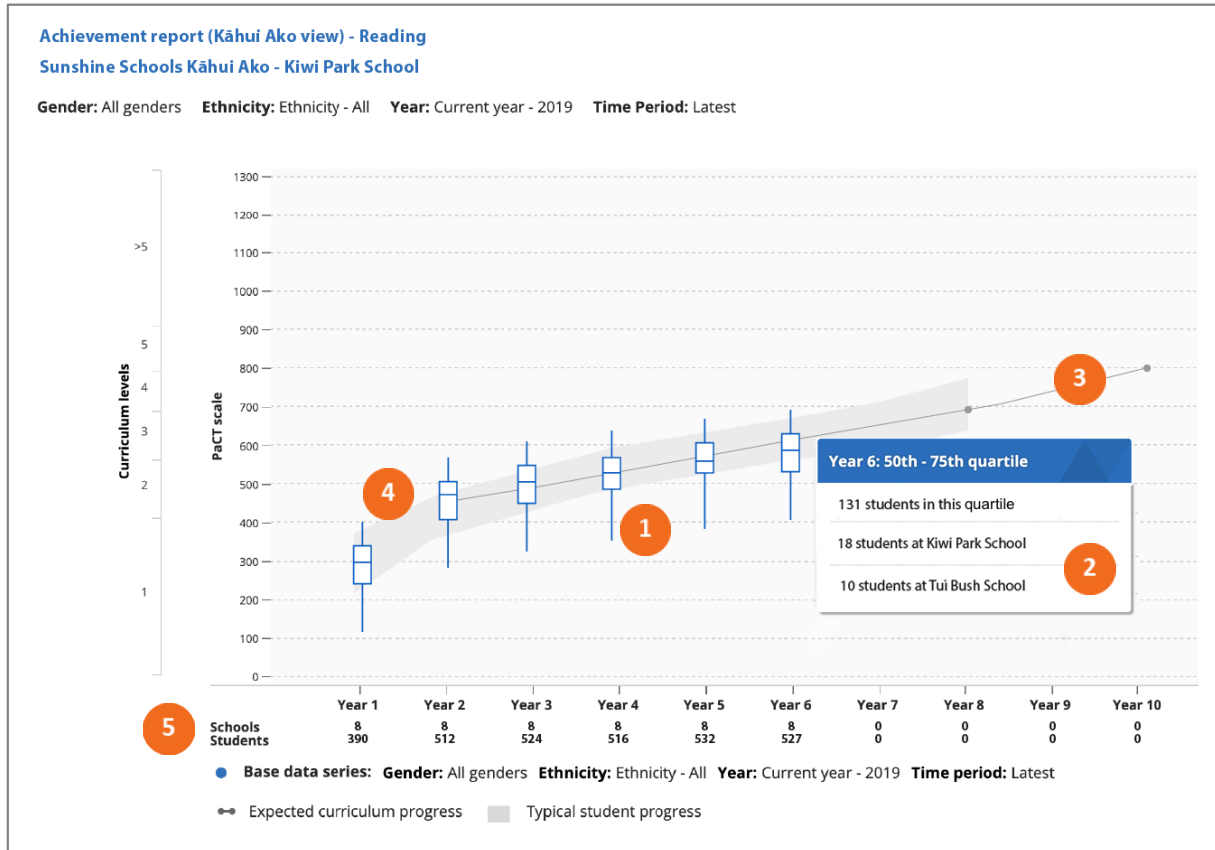 Achievement report (Kāhui Ako view) - Reading
Sunshine Schools Kāhui Ako - Kiwi Park School
Gender: All genders Ethnicity: Ethnicity - All Year: Current year - 2019 Time Period: Latest
Curriculum levels
>5
5
4
3
2
1
PaCT scale
1300
1200
1100
1000
900
800
700
600
500
400
300
200
100
0
3
4
1
Year 6: 50th - 75th quartile
131 students in this quartile
18 students at Kiwi Park School
10 students at Tui Bush School
2
Year 1 Year 2 Year 3 Year 4 Year 5 Year 6 Year 7 Year 8 Year 9 Year 10
5
Schools 8 8 8 8 8 8 0 0 0 0
Students 390 512 524 516 532 527 0 0 0 0
Base data series: Gender: All genders Ethnicity: Ethnicity - All Year: Current year - 2019 Time period: Latest
Expected curriculum progress Typical student progress